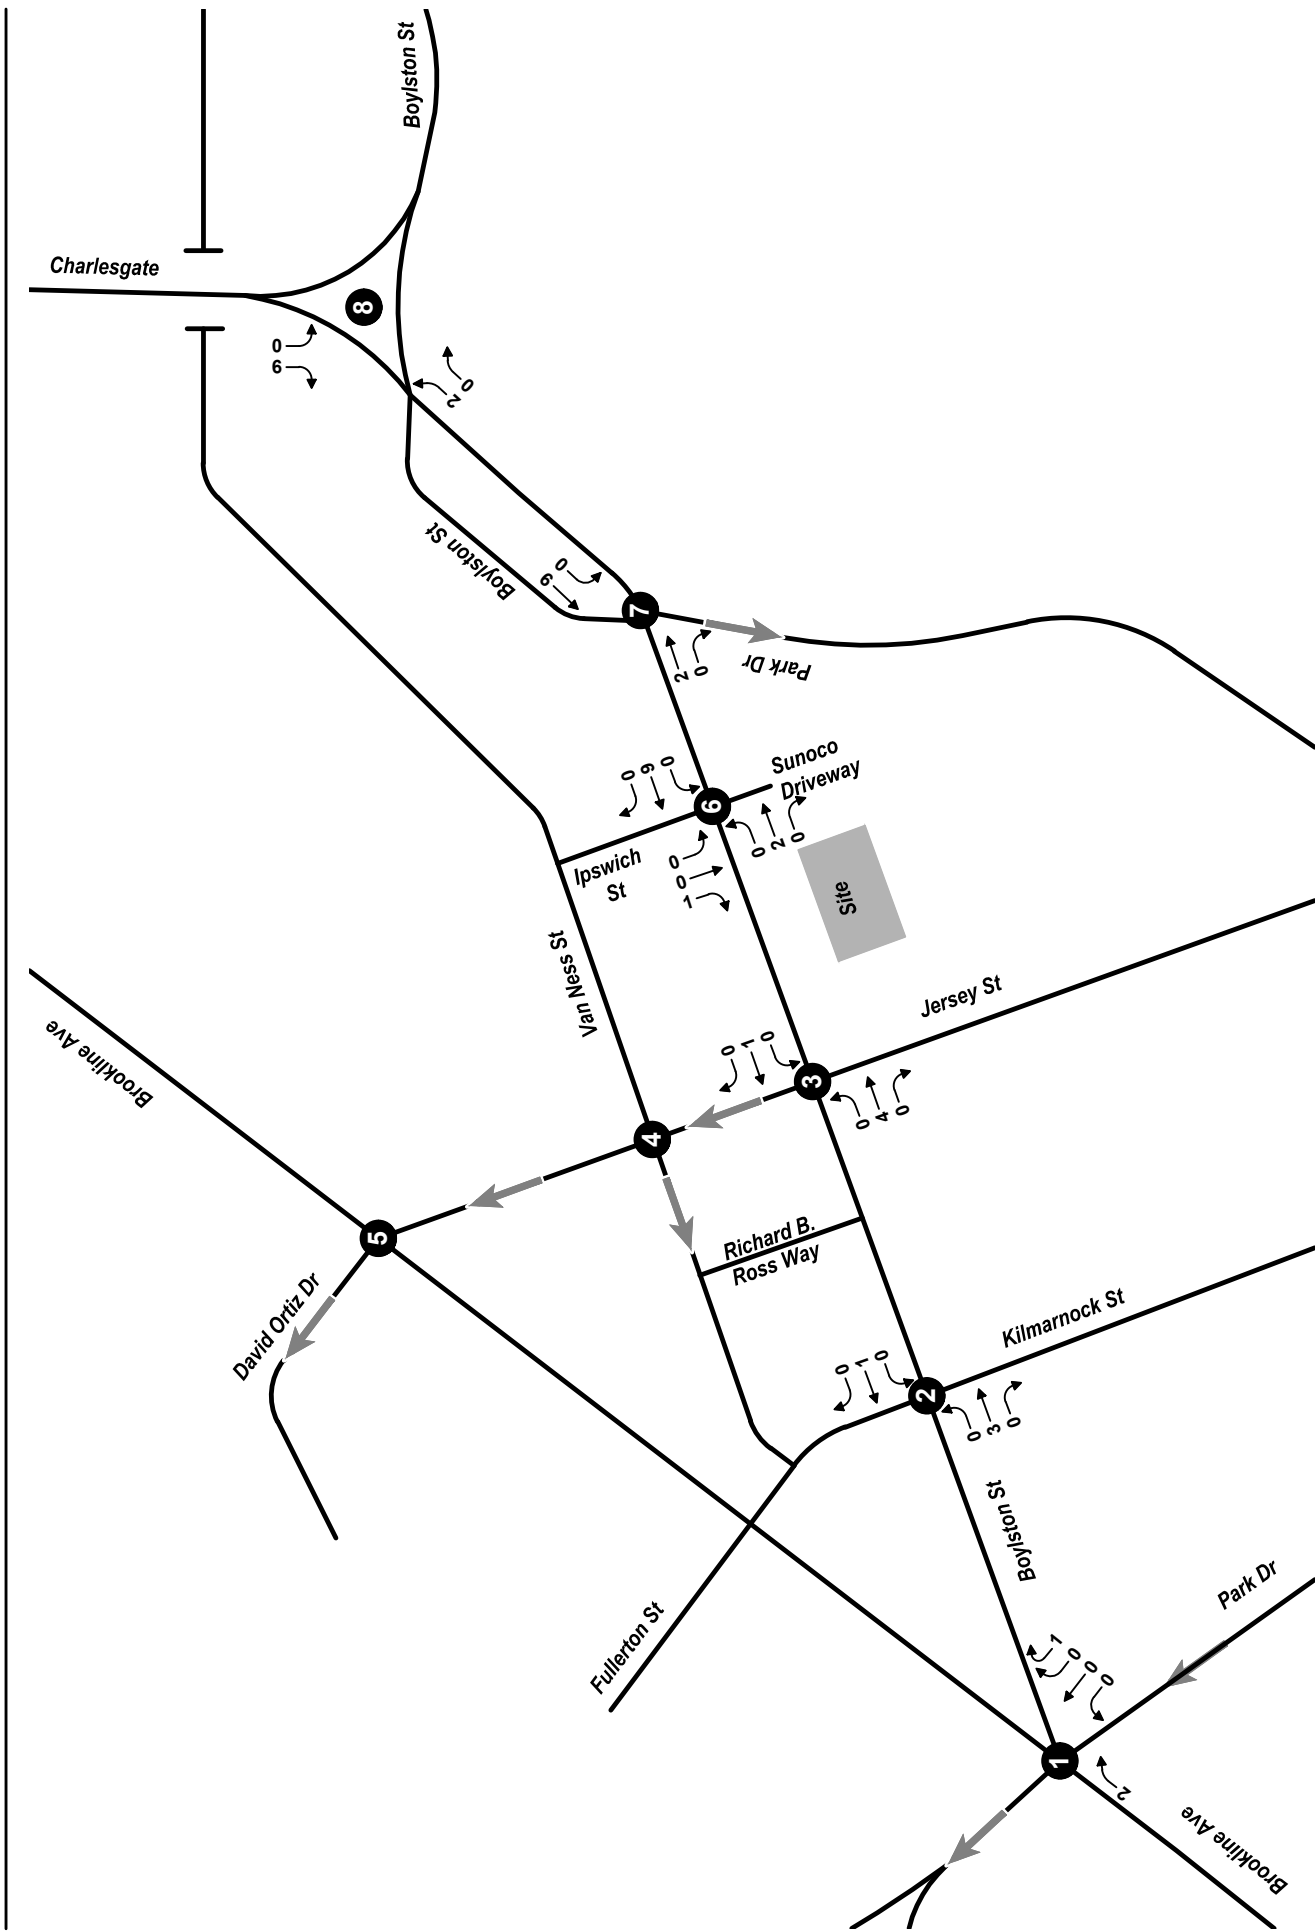 Boylston St
Charlesgate
8
0
9
0
2
Boylston St
0
9
7
2
0
Park Dr
Sunoco
Driveway
0
9
0
6
0
2
0
0
0
1
Ipswich
St
Site
Van Ness St
Jersey St
Brookline Ave
0
1
0
3
0
4
0
4
5
Richard B.
Ross Way
David Ortiz Dr
Kilmarnock St
0
1
0
2
0
3
0
Boylston St
Park Dr
Fullerton St
1
0
0
0
1
2
Brookline Ave